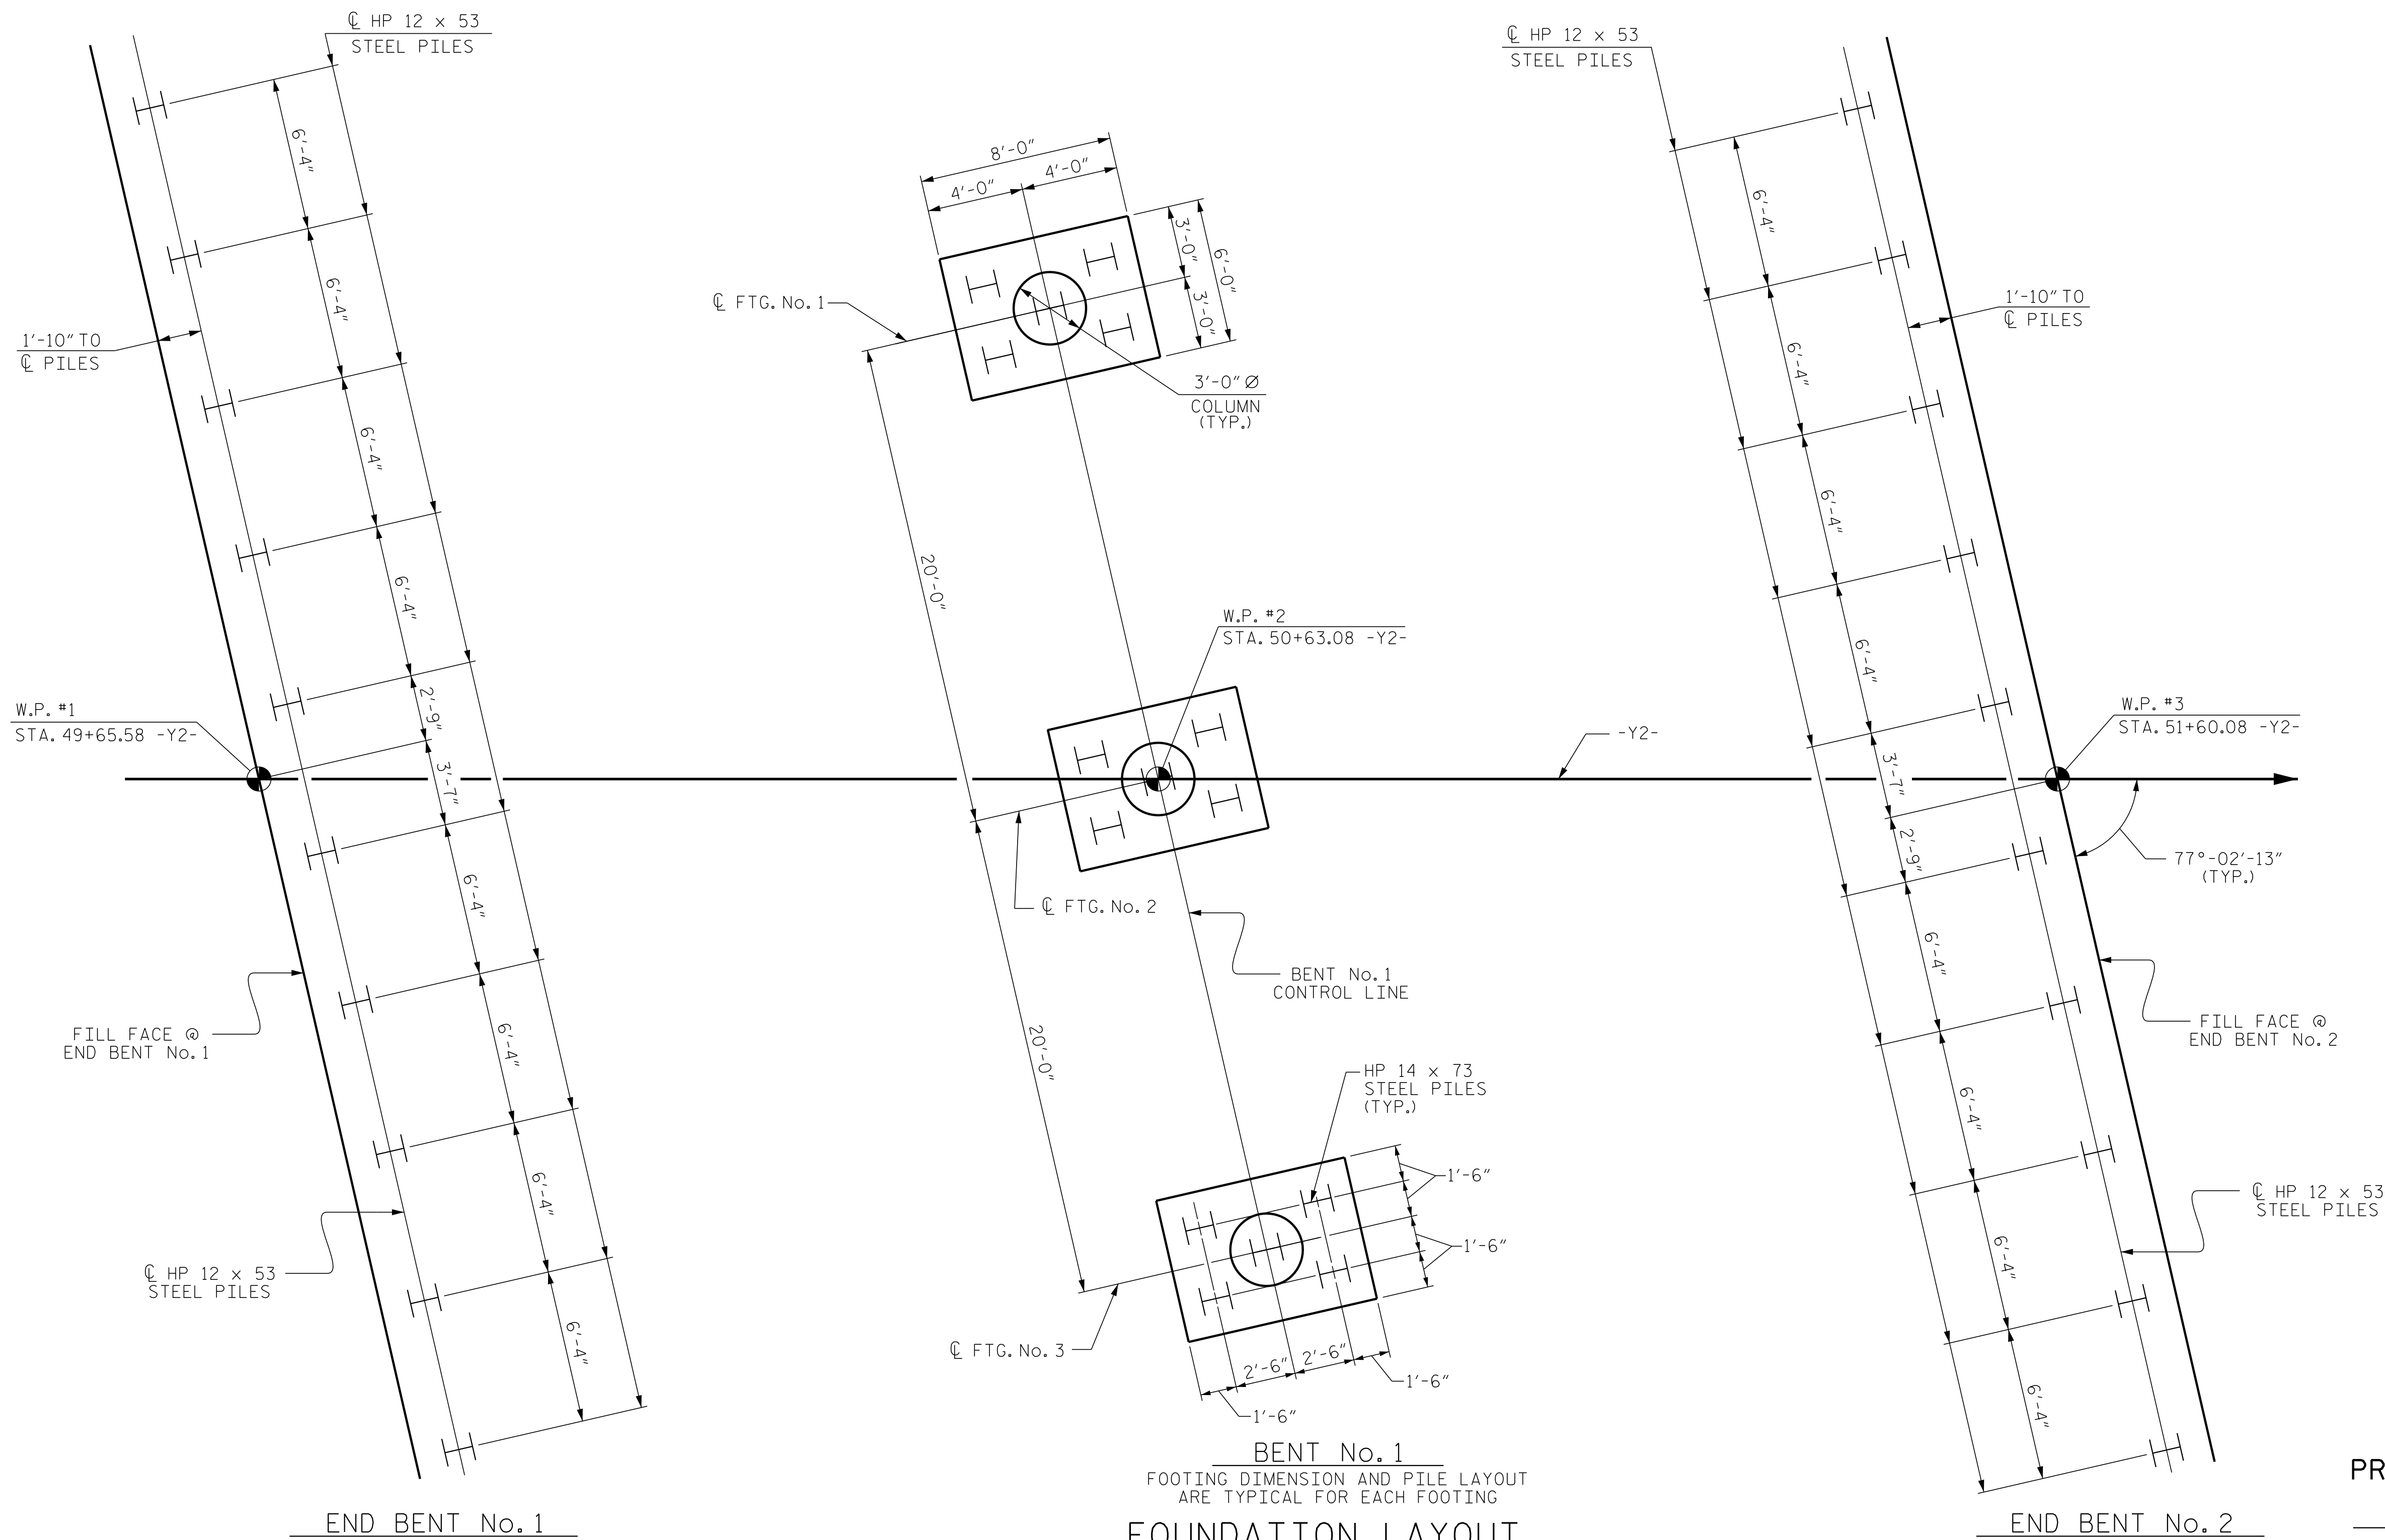 ℄ HP 12 x 53
STEEL PILES
6'-4"
6'-4"
6'-4"
6'-4"
2'-9"
3'-7"
6'-4"
6'-4"
6'-4"
6'-4"
1'-10" TO
℄ PILES
W.P. #1
STA. 49+65.58 -Y2-
FILL FACE @
END BENT No. 1
℄ HP 12 x 53
STEEL PILES
END BENT No. 1
8'-0"
4'-0"
4'-0"
3'-0"
6'-0"
3'-0"
℄ FTG. No. 1
3'-0" Ø
COLUMN
(TYP.)
20'-0"
W.P. #2
STA. 50+63.08 -Y2-
-Y2-
℄ FTG. No. 2
BENT No. 1
CONTROL LINE
20'-0"
HP 14 x 73
STEEL PILES
(TYP.)
1'-6"
1'-6"
℄ FTG. No. 3
2'-6"
2'-6"
1'-6"
1'-6"
BENT No. 1
FOOTING DIMENSION AND PILE LAYOUT
ARE TYPICAL FOR EACH FOOTING
FOUNDATION LAYOUT
℄ HP 12 x 53
STEEL PILES
6'-4"
6'-4"
6'-4"
6'-4"
3'-7"
2'-9"
6'-4"
6'-4"
6'-4"
6'-4"
1'-10" TO
℄ PILES
W.P. #3
STA. 51+60.08 -Y2-
77°-02'-13"
(TYP.)
FILL FACE @
END BENT No. 2
℄ HP 12 x 53
STEEL PILES
END BENT No. 2
PR